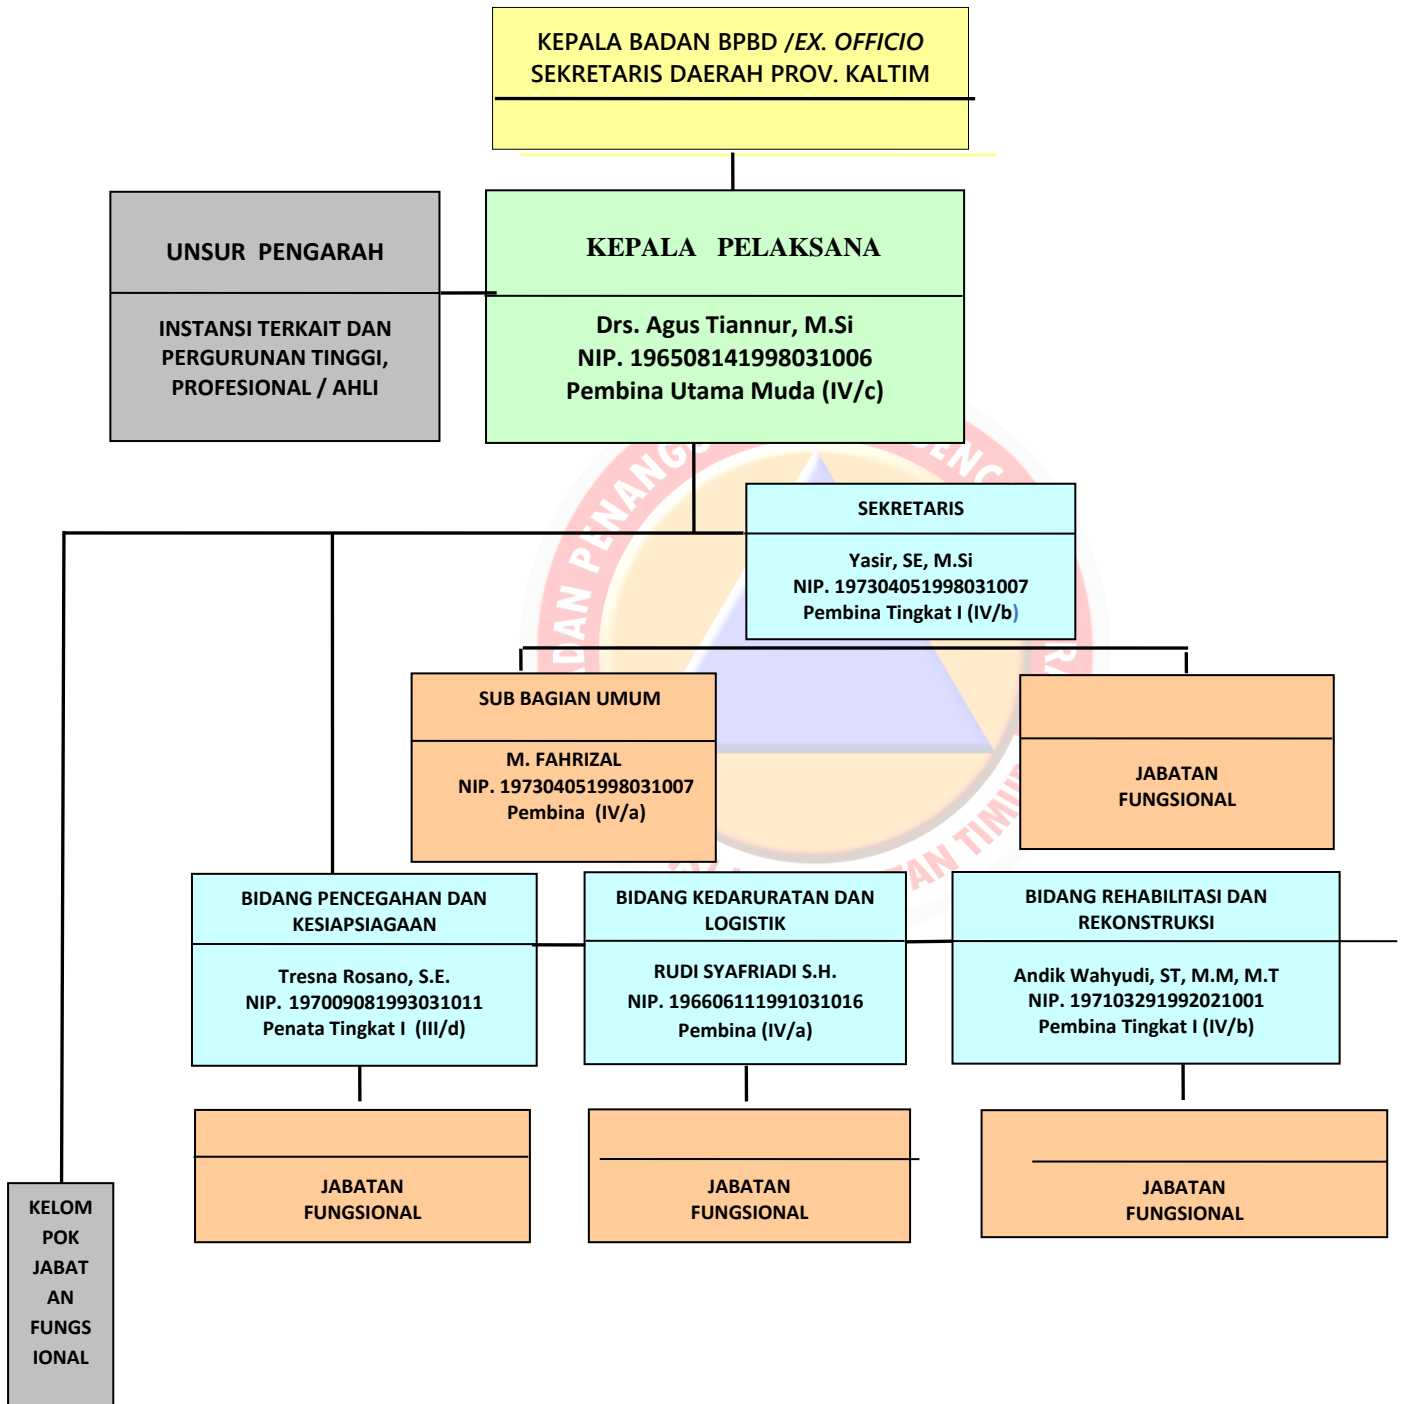 KEPALA BADAN BPBD /EX. OFFICIO
SEKRETARIS DAERAH PROV. KALTIM
UNSUR PENGARAH
INSTANSI TERKAIT DAN
PERGURUNAN TINGGI,
PROFESIONAL / AHLI
KEPALA PELAKSANA
Drs. Agus Tiannur, M.Si
NIP. 196508141998031006
Pembina Utama Muda (IV/c)
SEKRETARIS
Yasir, SE, M.Si
NIP. 197304051998031007
Pembina Tingkat I (IV/b)
SUB BAGIAN UMUM
M. FAHRIZAL
NIP. 197304051998031007
Pembina (IV/a)
JABATAN
FUNGSIONAL
BIDANG PENCEGAHAN DAN
KESIAPSIAGAAN
Tresna Rosano, S.E.
NIP. 197009081993031011
Penata Tingkat I (III/d)
BIDANG KEDARURATAN DAN
LOGISTIK
RUDI SYAFRIADI S.H.
NIP. 196606111991031016
Pembina (IV/a)
BIDANG REHABILITASI DAN
REKONSTRUKSI
Andik Wahyudi, ST, M.M, M.T
NIP. 197103291992021001
Pembina Tingkat I (IV/b)
JABATAN
FUNGSIONAL
JABATAN
FUNGSIONAL
JABATAN
FUNGSIONAL
KELOM
POK
JABAT
AN
FUNGS
IONAL